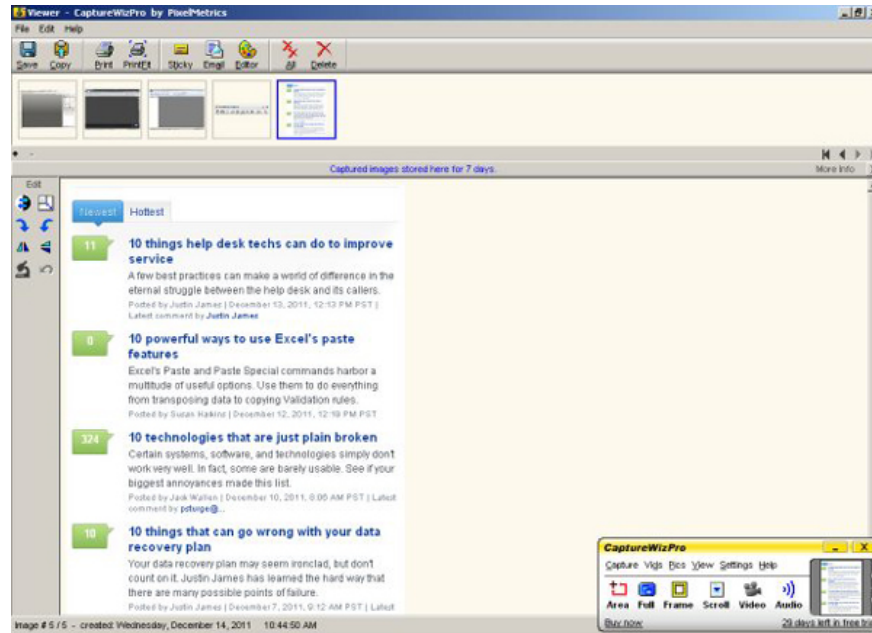 Viewer - CaptureWizPro by PixelMetrics
File Edit Help
Save Copy Print PrintFit Sticky Email Editor All Delete
Captured images stored here for 7 days.
More Info
Edit
Newest Hottest
11
10 things help desk techs can do to improve
service
A few best practices can make a world of difference in the
eternal struggle between the help desk and its callers.
Posted by Justin James | December 13, 2011, 12:13 PM PST |
Latest comment by Justin James
0
10 powerful ways to use Excel's paste
features
Excel's Paste and Paste Special commands harbor a
multitude of useful options. Use them to do everything
from transposing data to copying Validation rules.
Posted by Susan Harkins | December 12, 2011, 12:19 PM PST
324
10 technologies that are just plain broken
Certain systems, software, and technologies simply don't
work very well. In fact, some are barely usable. See if your
biggest annoyances made this list.
Posted by Jack Wallen | December 10, 2011, 6:05 AM PST | Latest
comment by psturge@...
10
10 things that can go wrong with your data
recovery plan
Your data recovery plan may seem ironclad, but don't
count on it. Justin James has learned the hard way that
there are many possible points of failure.
Posted by Justin James | December 7, 2011, 9:12 AM PST | Latest
CaptureWizPro
Capture Vids Pics View Settings Help
Area Full Frame Scroll Video Audio
Buy now
29 days left in free trial
Image # 5 / 5 - created: Wednesday, December 14, 2011 10:44:50 AM